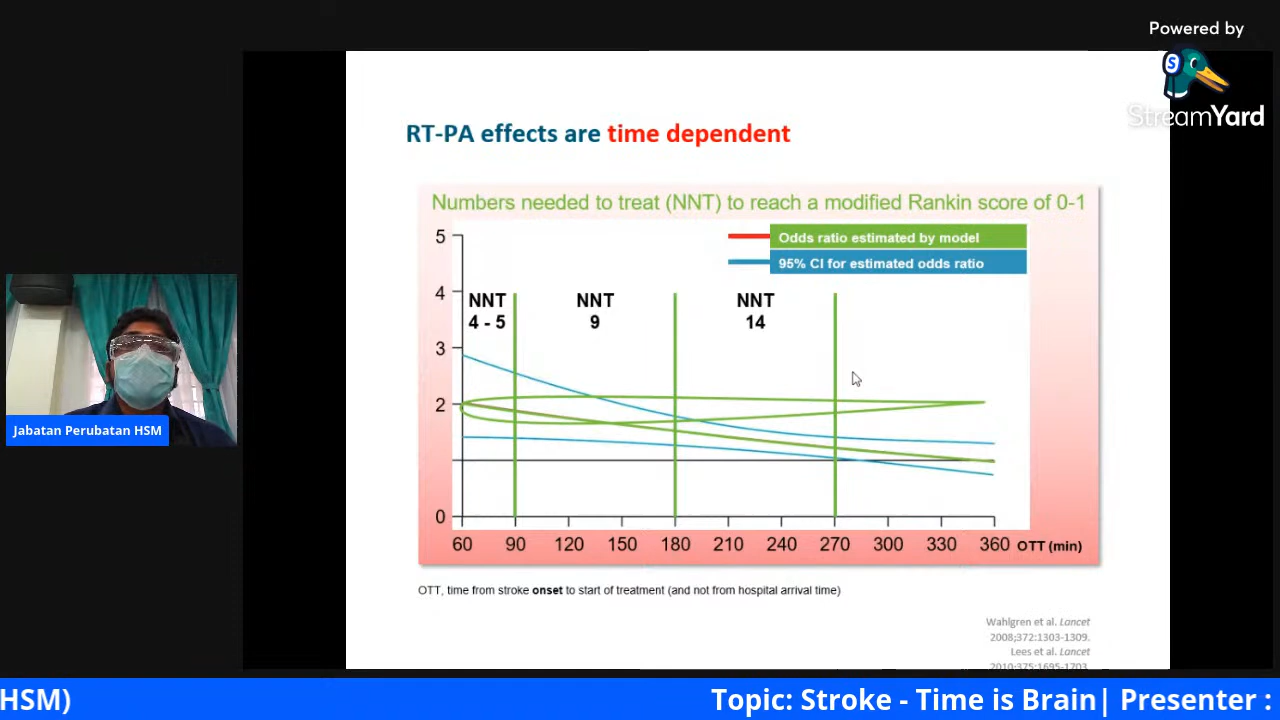 Powered by
StreamYard
RT-PA effects are time dependent
Numbers needed to treat (NNT) to reach a modified Rankin score of 0-1
Odds ratio estimated by model
95% CI for estimated odds ratio
5
4
3
2
0
NNT
4 - 5
NNT
9
NNT
14
60 90 120 150 180 210 240 270 300 330 360 OTT (min)
OTT, time from stroke onset to start of treatment (and not from hospital arrival time)
Wahlgren et al. Lancet
2008;372:1303-1309.
Lees et al. Lancet
2010;375:1695-1703.
Jabatan Perubatan HSM
HSM) Topic: Stroke - Time is Brain| Presenter :